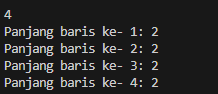 4
Panjang baris ke- 1: 2
Panjang baris ke- 2: 2
Panjang baris ke- 3: 2
Panjang baris ke- 4: 2